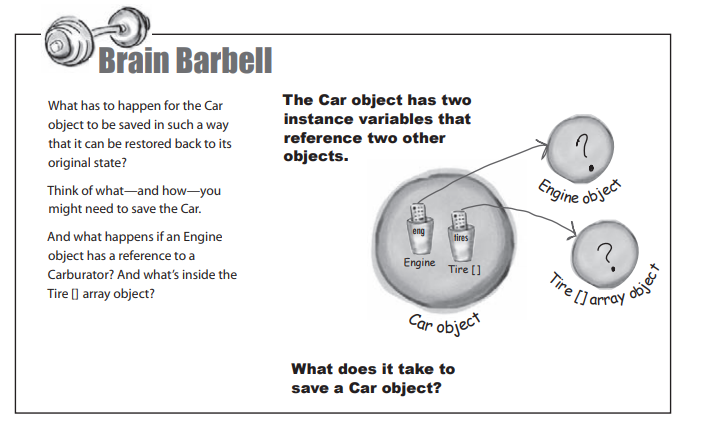 Brain Barbell
What has to happen for the Car
object to be saved in such a way
that it can be restored back to its
original state?
Think of what—and how—you
might need to save the Car.
And what happens if an Engine
object has a reference to a
Carburator? And what's inside the
Tire [] array object?
The Car object has two
instance variables that
reference two other
objects.
?
Engine object
eng
Engine
tires
Tire []
Car object
?
Tire [] array object
What does it take to
save a Car object?